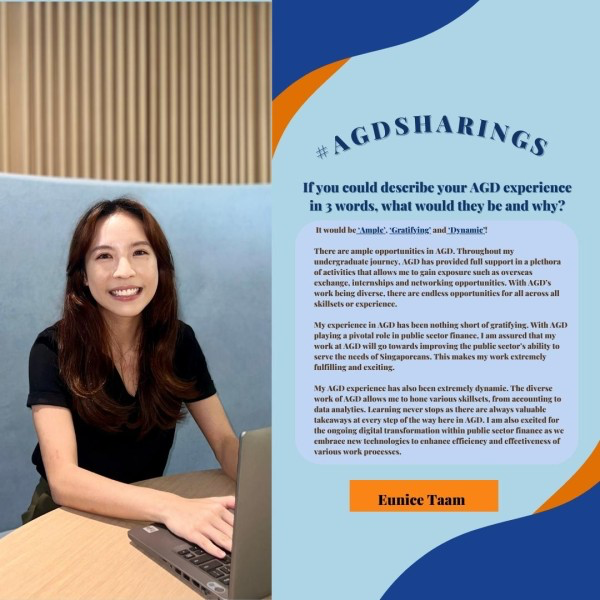 #AGDSHARINGS
If you could describe your AGD experience
in 3 words, what would they be and why?
It would be 'Ample', 'Gratifying' and 'Dynamic'!
There are ample opportunities in AGD. Throughout my
undergraduate journey, AGD has provided full support in a plethora
of activities that allows me to gain exposure such as overseas
exchange, internships and networking opportunities. With AGD's
work being diverse, there are endless opportunities for all across all
skillsets or experience.
My experience in AGD has been nothing short of gratifying. With AGD
playing a pivotal role in public sector finance, I am assured that my
work at AGD will go towards improving the public sector's ability to
serve the needs of Singaporeans. This makes my work extremely
fulfilling and exciting.
My AGD experience has also been extremely dynamic. The diverse
work of AGD allows me to hone various skillsets, from accounting to
data analytics. Learning never stops as there are always valuable
takeaways at every step of the way here in AGD. I am also excited for
the ongoing digital transformation within public sector finance as we
embrace new technologies to enhance efficiency and effectiveness of
various work processes.
Eunice Taam